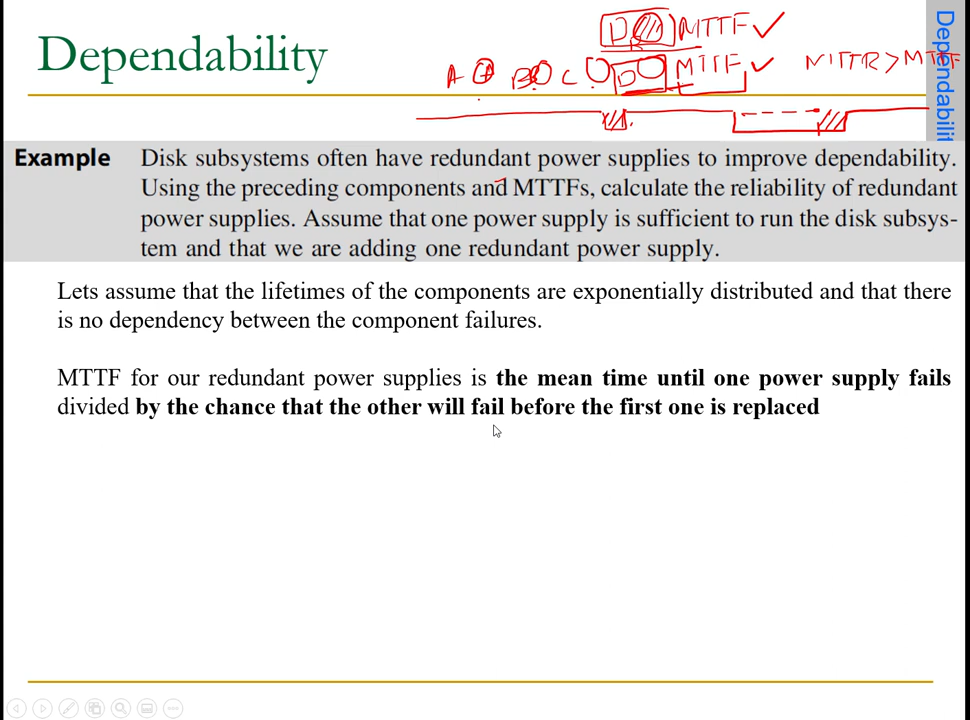 D MTTF
Dependability
A B C D MTTF MTTR > MTTF
Dependabilit
Example Disk subsystems often have redundant power supplies to improve dependability.
Using the preceding components and MTTFs, calculate the reliability of redundant
power supplies. Assume that one power supply is sufficient to run the disk subsys-
tem and that we are adding one redundant power supply.
Lets assume that the lifetimes of the components are exponentially distributed and that there
is no dependency between the component failures.
MTTF for our redundant power supplies is the mean time until one power supply fails
divided by the chance that the other will fail before the first one is replaced